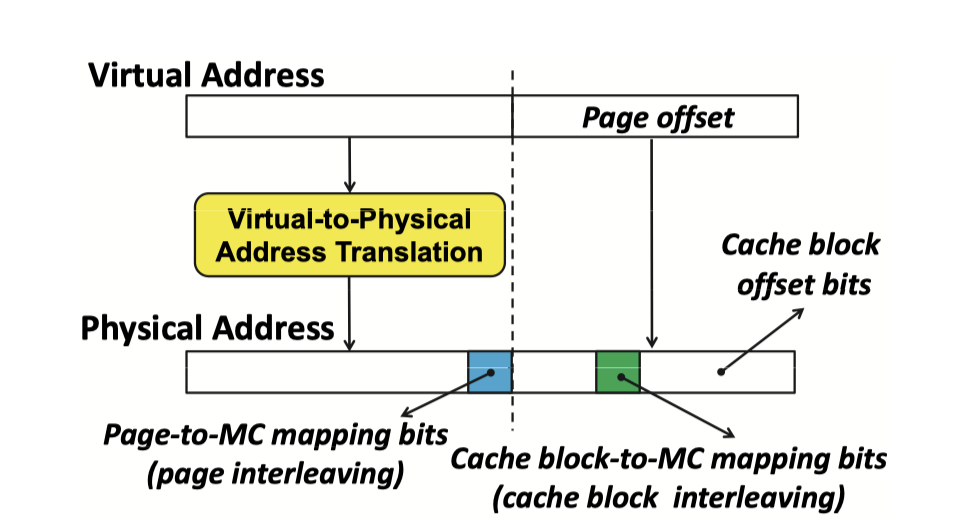 Virtual Address
Page offset
Virtual-to-Physical
Address Translation
Cache block
offset bits
Physical Address
Page-to-MC mapping bits
(page interleaving)
Cache block-to-MC mapping bits
(cache block interleaving)